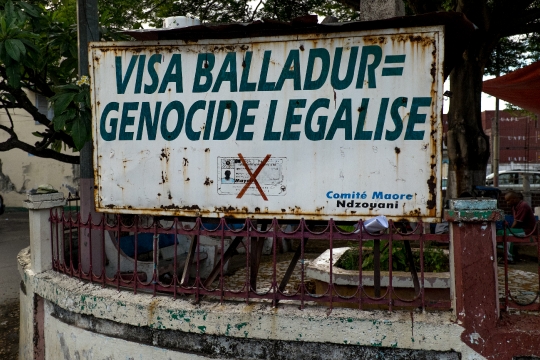 VISA BALLADUR=
GENOCIDE LEGALISE
Comité Maore
Ndzouani